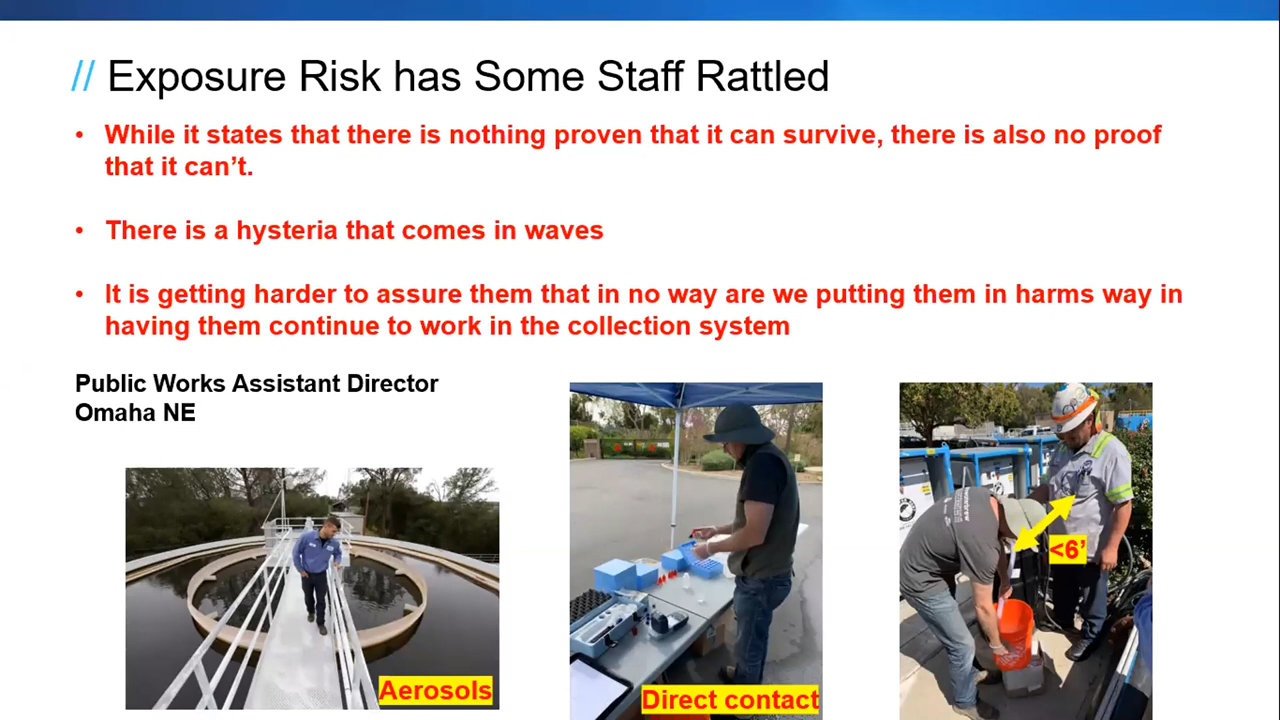 // Exposure Risk has Some Staff Rattled
• While it states that there is nothing proven that it can survive, there is also no proof
that it can’t.
• There is a hysteria that comes in waves
• It is getting harder to assure them that in no way are we putting them in harms way in
having them continue to work in the collection system
Public Works Assistant Director
Omaha NE
Aerosols
Direct contact
<6’